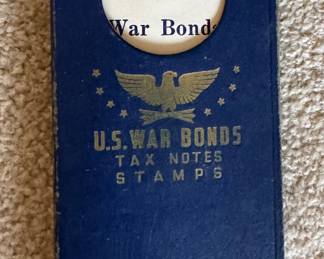 War Bonds
U.S. WAR BONDS
TAX NOTES
STAMPS